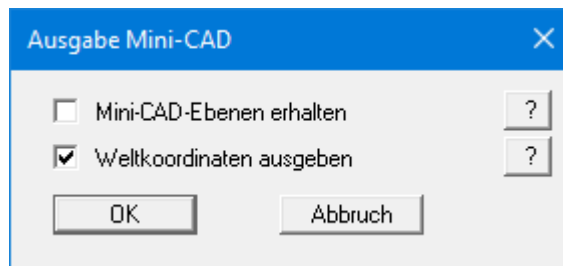 Ausgabe Mini-CAD
Mini-CAD-Ebenen erhalten ?
Weltkoordinaten ausgeben ?
OK Abbruch